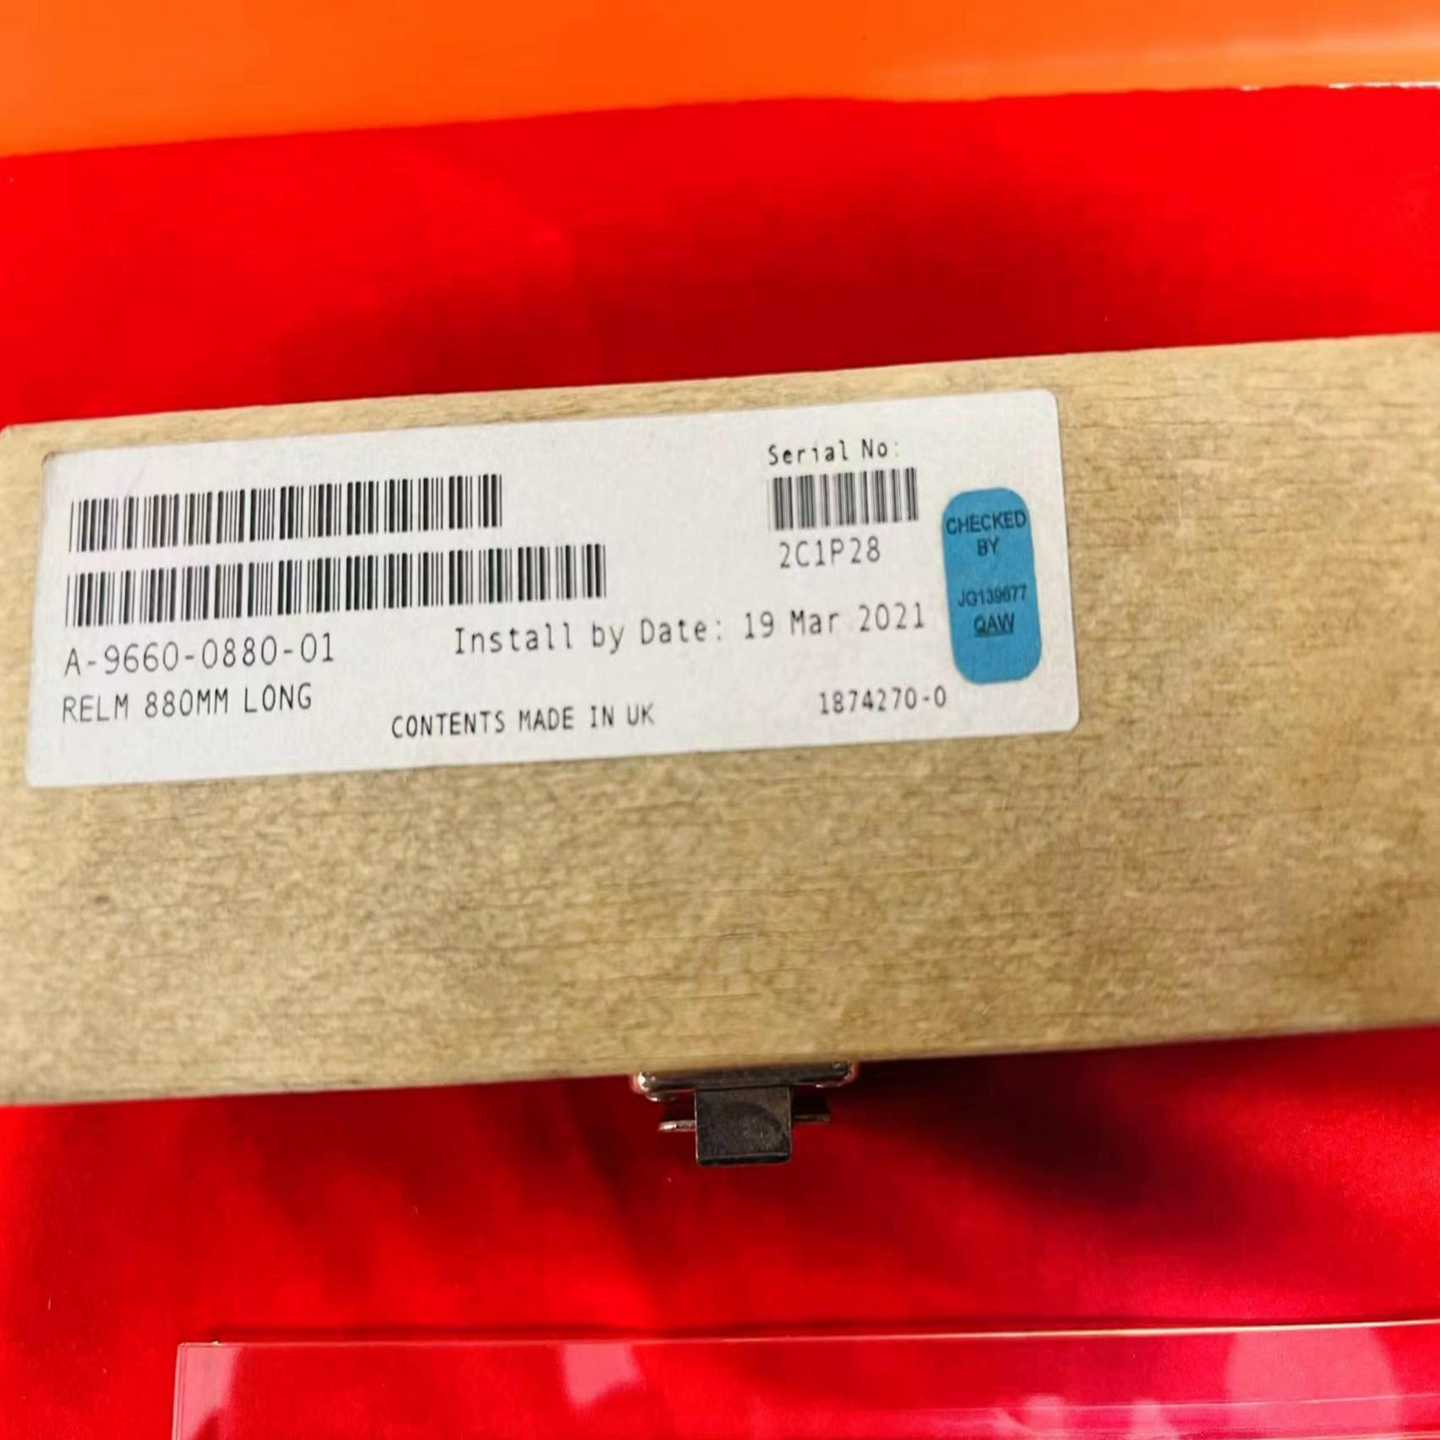 Serial No:
2C1P28
CHECKED
BY
JG139677
QAW
A-9660-0880-01
Install by Date: 19 Mar 2021
RELM 880MM LONG
CONTENTS MADE IN UK
1874270-0